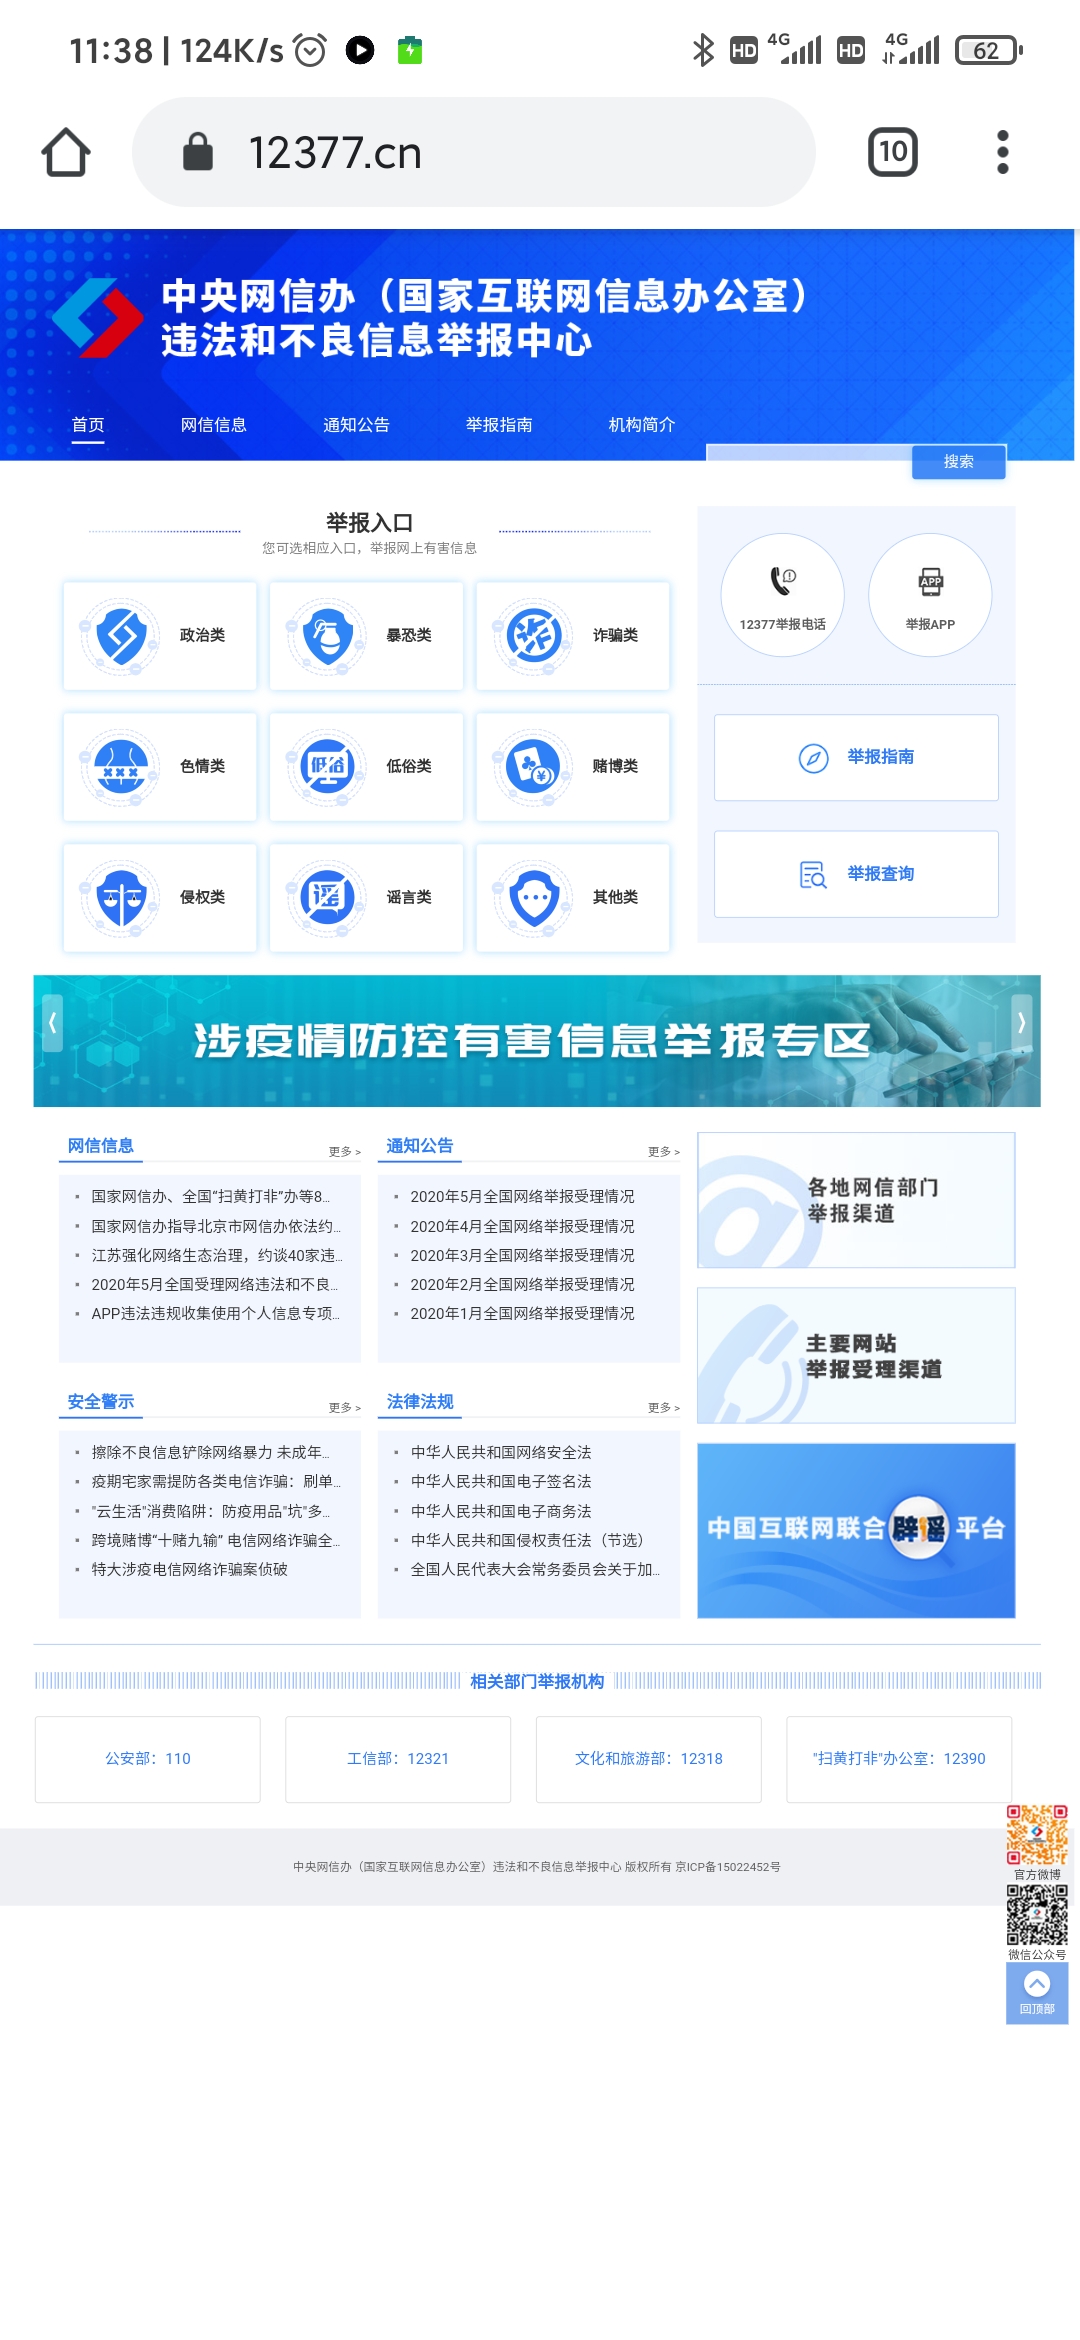 11:38 | 124K/s
HD 4G HD 4G 62
12377.cn
10
中央网信办（国家互联网信息办公室）
违法和不良信息举报中心
首页 网信信息 通知公告 举报指南 机构简介
搜索
举报入口
您可选相应入口，举报网上有害信息
政治类 暴恐类 诈 诈骗类
色情类 低俗 低俗类 赌博类
侵权类 谣 谣言类 其他类
12377举报电话
APP
举报APP
举报指南
举报查询
涉疫情防控有害信息举报专区
网信信息 更多 >
国家网信办、全国“扫黄打非”办等8...
国家网信办指导北京市网信办依法约...
江苏强化网络生态治理，约谈40家违...
2020年5月全国受理网络违法和不良...
APP违法违规收集使用个人信息专项...
通知公告 更多 >
2020年5月全国网络举报受理情况
2020年4月全国网络举报受理情况
2020年3月全国网络举报受理情况
2020年2月全国网络举报受理情况
2020年1月全国网络举报受理情况
各地网信部门
举报渠道
主要网站
举报受理渠道
安全警示 更多 >
擦除不良信息铲除网络暴力 未成年...
疫期宅家需提防各类电信诈骗：刷单...
"云生活"消费陷阱：防疫用品"坑"多...
跨境赌博“十赌九输” 电信网络诈骗全...
特大涉疫电信网络诈骗案侦破
法律法规 更多 >
中华人民共和国网络安全法
中华人民共和国电子签名法
中华人民共和国电子商务法
中华人民共和国侵权责任法（节选）
全国人民代表大会常务委员会关于加...
中国互联网联合辟谣平台
相关部门举报机构
公安部：110 工信部：12321 文化和旅游部：12318 "扫黄打非"办公室：12390
中央网信办（国家互联网信息办公室）违法和不良信息举报中心 版权所有 京ICP备15022452号
官方微博
微信公众号
回顶部